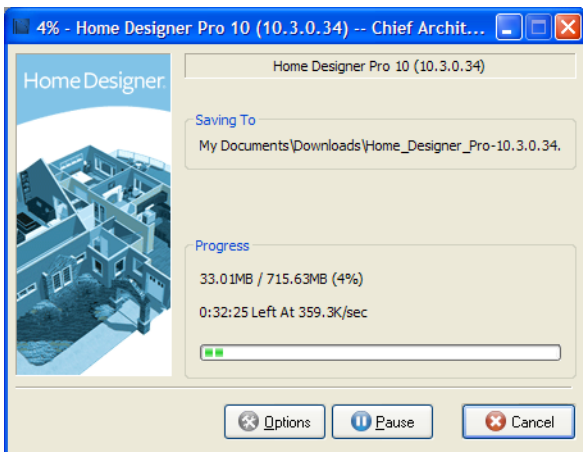 4% - Home Designer Pro 10 (10.3.0.34) -- Chief Archit...
Home Designer
Home Designer Pro 10 (10.3.0.34)
Saving To
My Documents\Downloads\Home_Designer_Pro-10.3.0.34.
Progress
33.01MB / 715.63MB (4%)
0:32:25 Left At 359.3K/sec
Options
Pause
Cancel